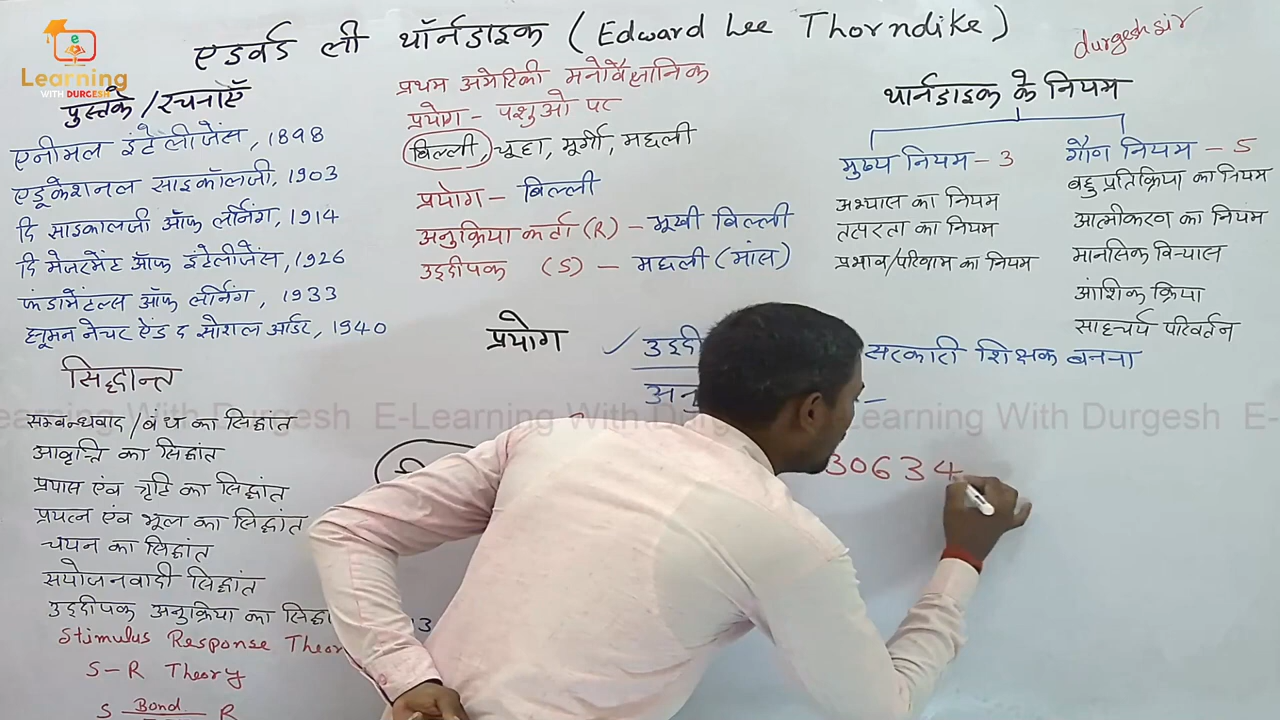 एडवर्ड ली थॉर्नडाइक (Edward Lee Thorndike)
durgesh sir
e
Learning
WITH DURGESH
पुस्तकें/रचनाएँ
एनीमल इंटेलीजेंस, 1898
एडूकेशनल साइकॉलजी, 1903
दि साइकालजी ऑफ लर्निंग, 1914
दि मेजरमेंट ऑफ इंटेलीजेंस, 1926
फंडामेंटल्स ऑफ लर्निंग, 1933
ह्यूमन नेचर ऐंड द सोशल आर्डर, 1940
सिद्धान्त
सम्बन्धवाद/बंध का सिद्धांत
आवृत्ति का सिद्धांत
प्रयास एंव त्रुटि का सिद्धांत
प्रयत्न एंव भूल का सिद्धांत
चयन का सिद्धांत
सयोजनवादी सिद्धांत
उद्दीपक अनुक्रिया का
Stimulus Response
S-R Theory
S Bond R
प्रथम अमेरिकी मनोवैज्ञानिक
प्रयोग - पशुओ पर
बिल्ली, चूहा, मुर्गी, मछली
प्रयोग - बिल्ली
अनुक्रिया कर्ता (R) - भूखी बिल्ली
उद्दीपक (S) - मछली (मांस)
थार्नडाइक के नियम
मुख्य नियम - 3
अभ्यास का नियम
तत्परता का नियम
प्रभाव/परिणाम का नियम
गौण नियम - 5
बहु प्रतिक्रिया का नियम
आत्मीकरण का नियम
मानसिक विन्यास
आंशिक क्रिया
साहचर्य परिवर्तन
प्रयोग
सरकारी शिक्षक बनना
30634
E-Learning With Durgesh